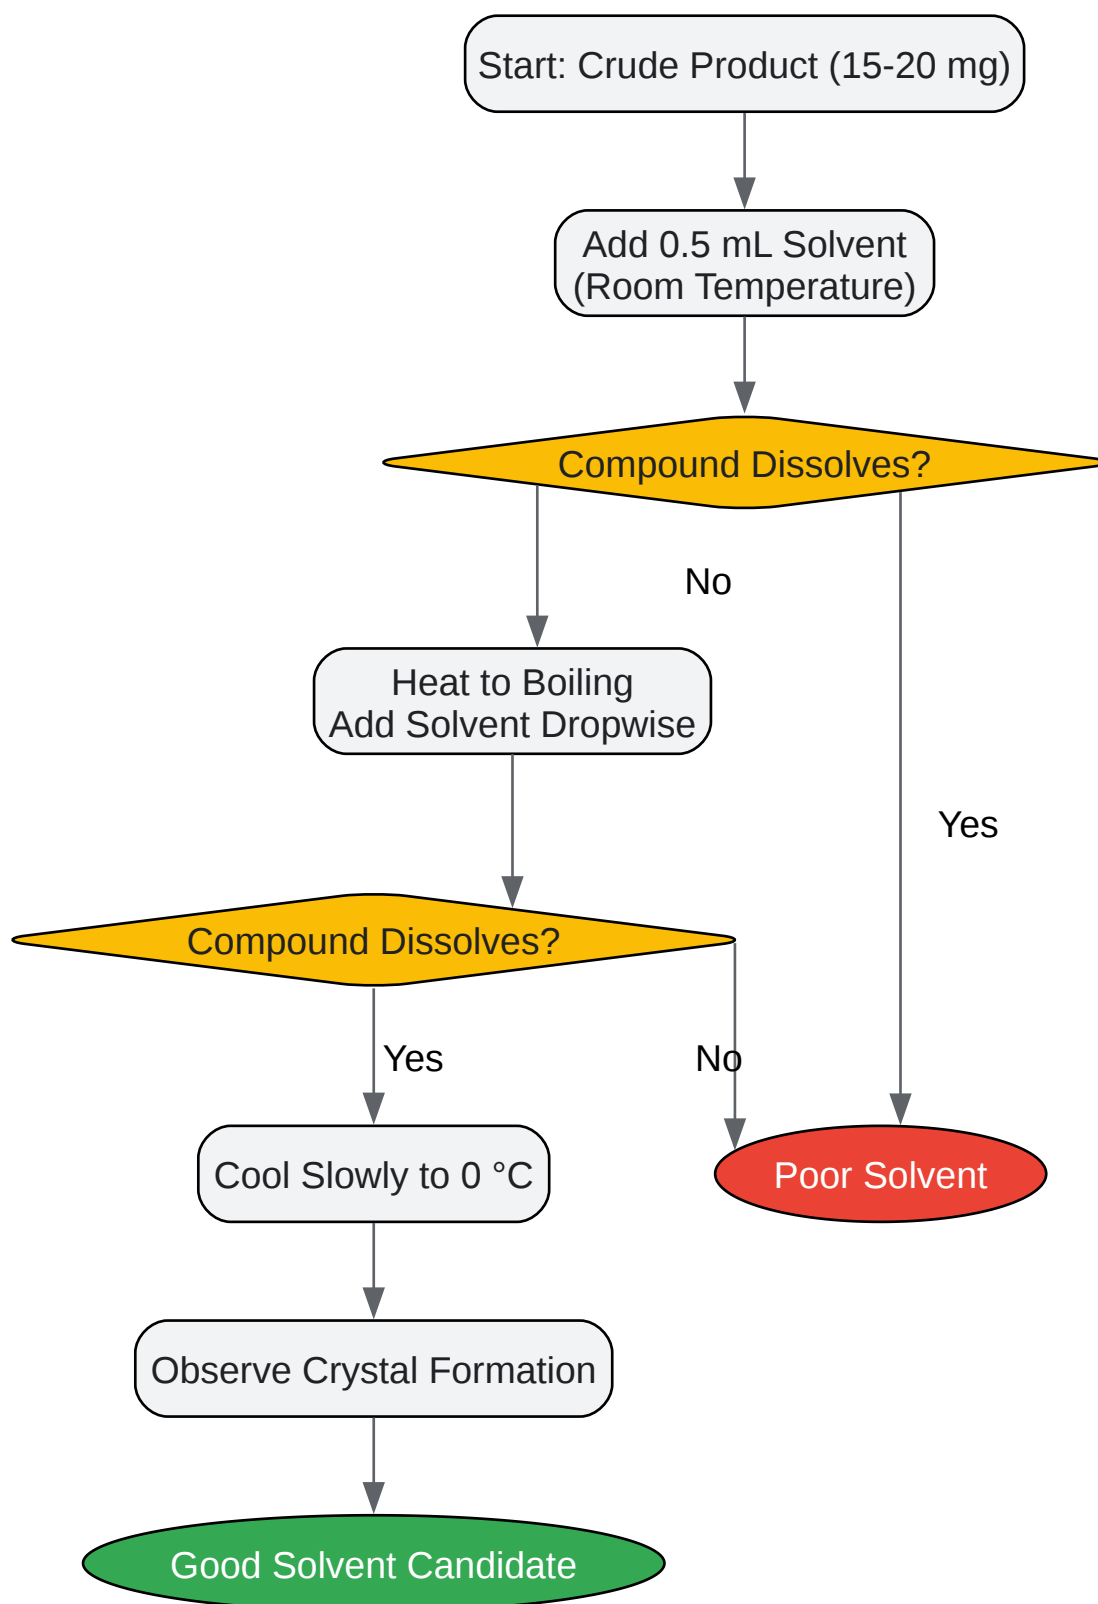 Start: Crude Product (15-20 mg)
Add 0.5 mL Solvent
(Room Temperature)
Compound Dissolves?
No
Heat to Boiling
Add Solvent Dropwise
Yes
Compound Dissolves?
Yes
No
Cool Slowly to 0 °C
Poor Solvent
Observe Crystal Formation
Good Solvent Candidate